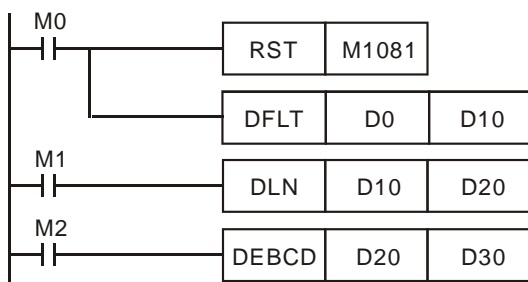 M0
RST M1081
DFLT D0 D10
M1
DLN D10 D20
M2
DEBCD D20 D30